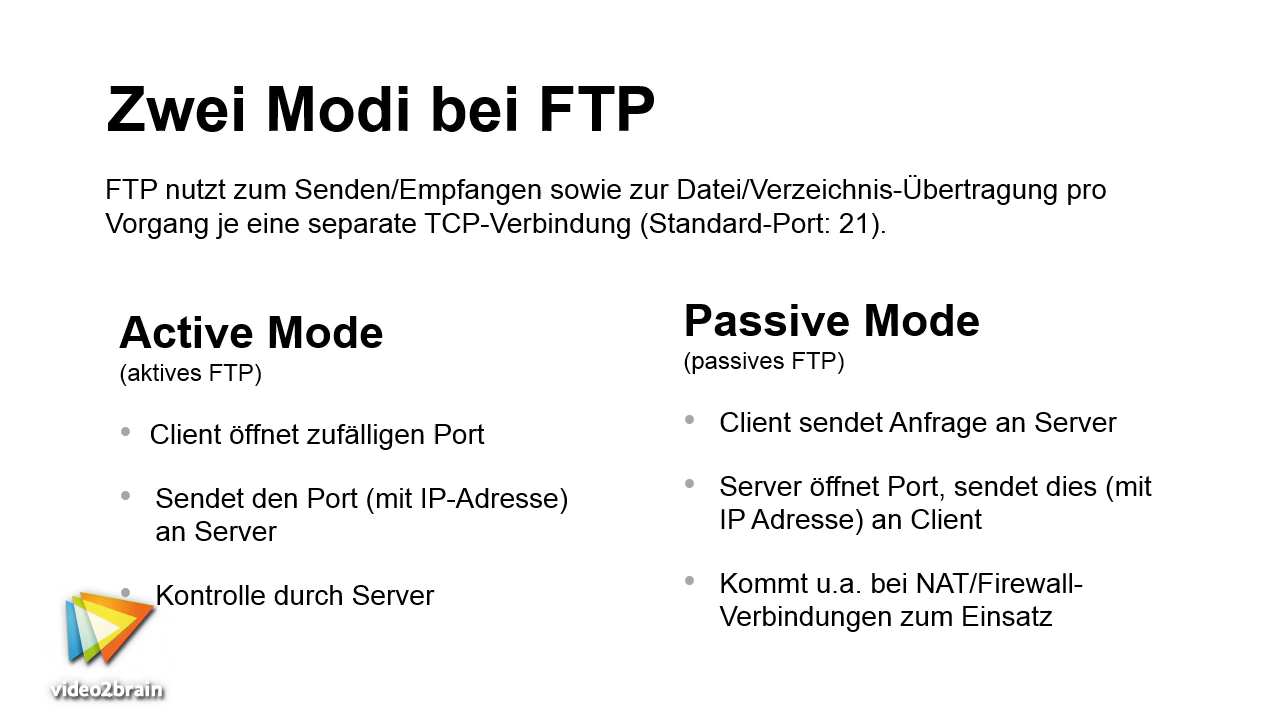 Zwei Modi bei FTP
FTP nutzt zum Senden/Empfangen sowie zur Datei/Verzeichnis-Übertragung pro
Vorgang je eine separate TCP-Verbindung (Standard-Port: 21).
Active Mode
(aktives FTP)
• Client öffnet zufälligen Port
• Sendet den Port (mit IP-Adresse)
an Server
• Kontrolle durch Server
Passive Mode
(passives FTP)
• Client sendet Anfrage an Server
• Server öffnet Port, sendet dies (mit
IP Adresse) an Client
• Kommt u.a. bei NAT/Firewall-
Verbindungen zum Einsatz
video2brain